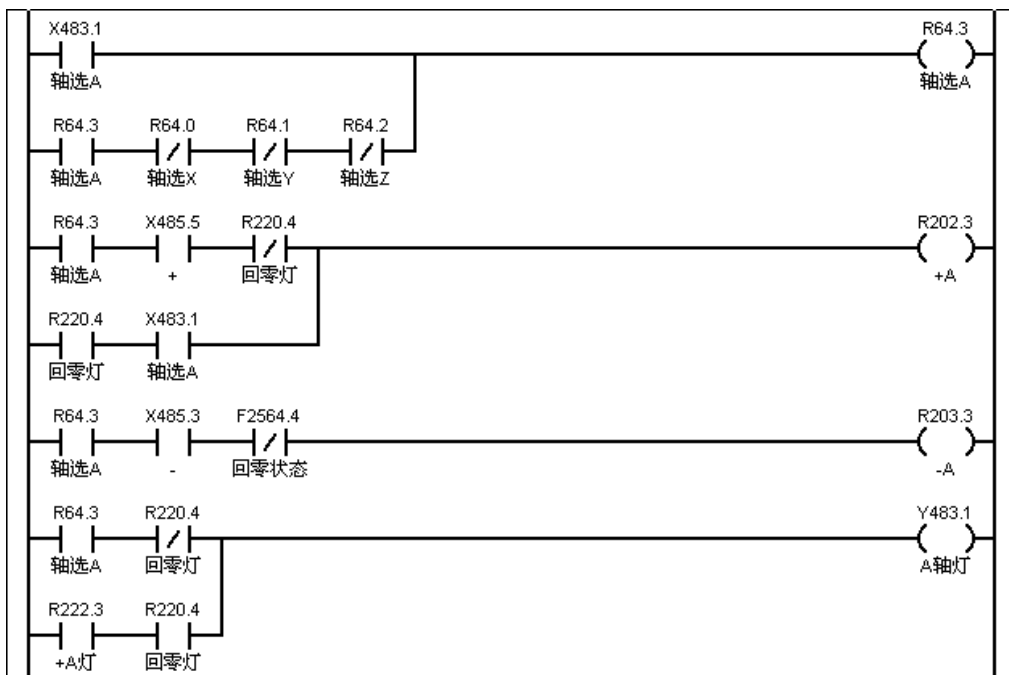 X483.1 R64.3
轴选A 轴选A
R64.3 R64.0 R64.1 R64.2
轴选A 轴选X 轴选Y 轴选Z
R64.3 X485.5 R220.4 R202.3
轴选A + 回零灯 +A
R220.4 X483.1
回零灯 轴选A
R64.3 X485.3 F2564.4 R203.3
轴选A - 回零状态 -A
R64.3 R220.4 Y483.1
轴选A 回零灯 A轴灯
R222.3 R220.4
+A灯 回零灯